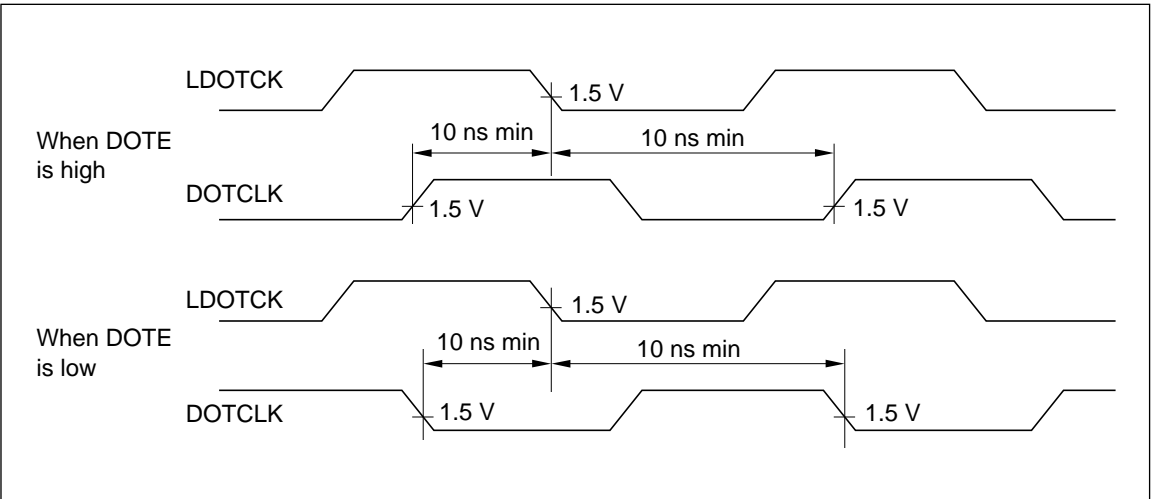 LDOTCK
1.5 V
When DOTE
is high
10 ns min
10 ns min
DOTCLK
1.5 V
1.5 V
LDOTCK
1.5 V
When DOTE
is low
10 ns min
10 ns min
DOTCLK
1.5 V
1.5 V